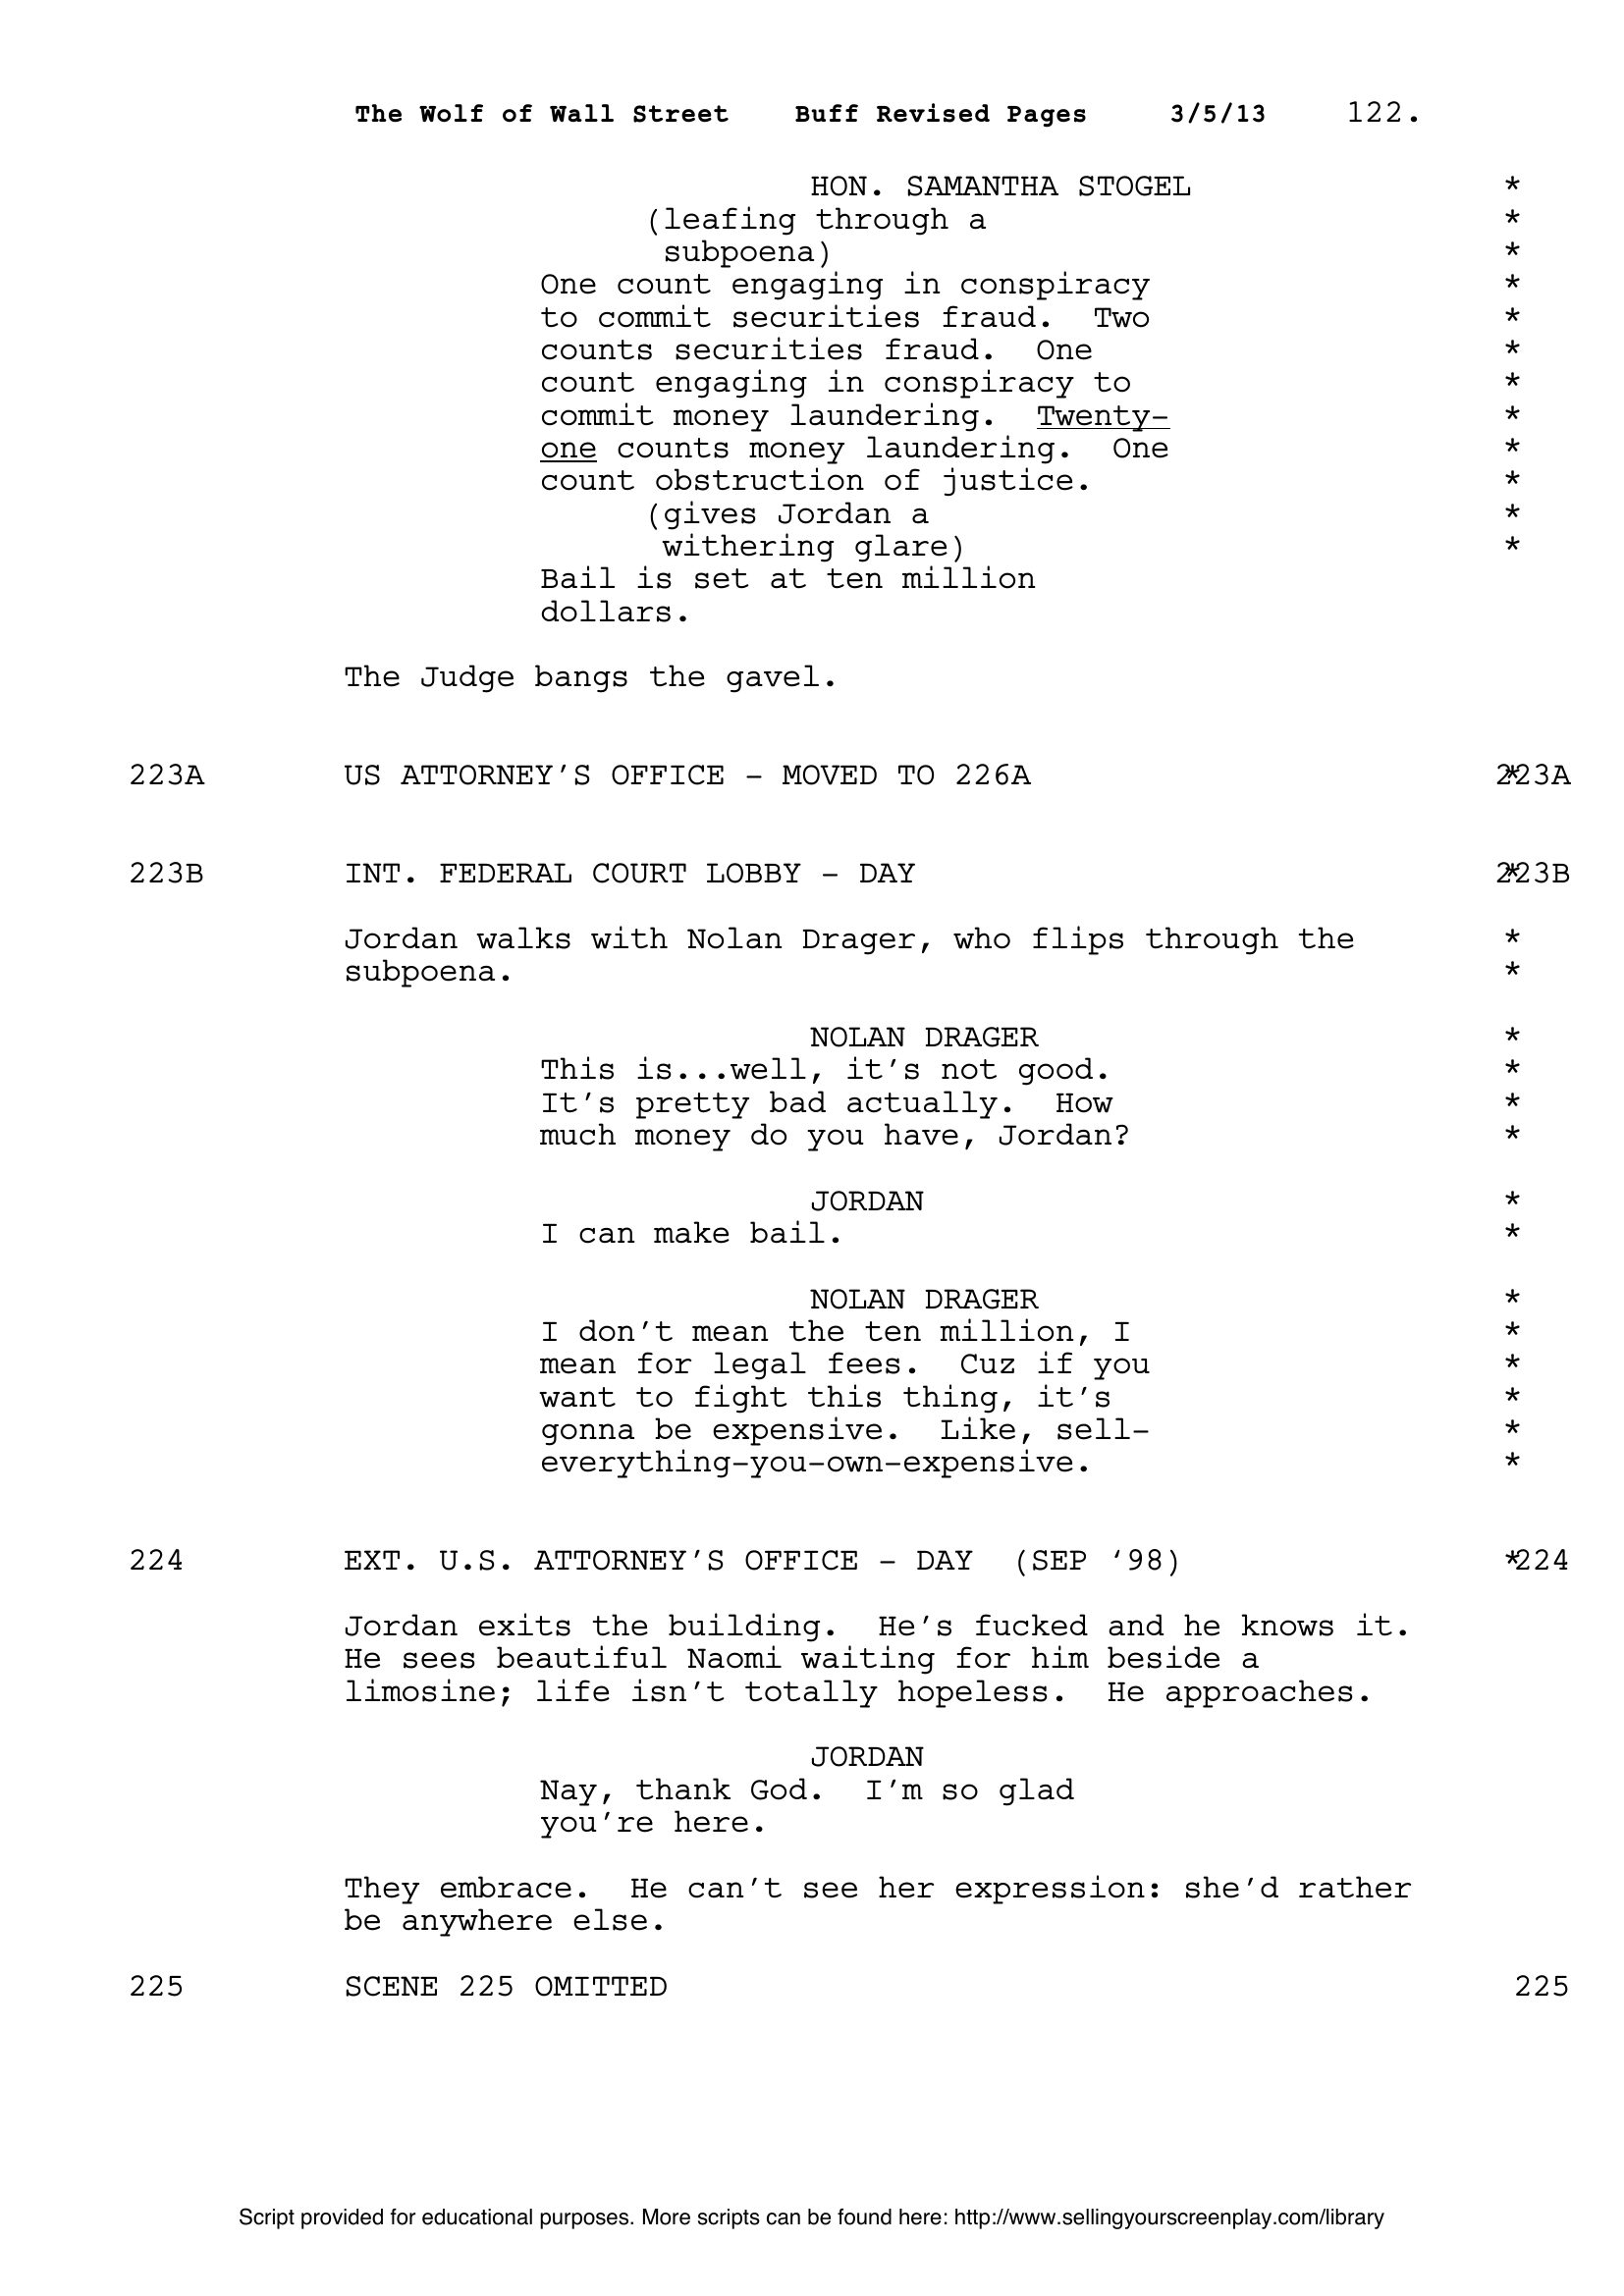 The Wolf of Wall Street    Buff Revised Pages    3/5/13    122.
HON. SAMANTHA STOGEL *
(leafing through a *
subpoena) *
One count engaging in conspiracy *
to commit securities fraud.  Two *
counts securities fraud.  One *
count engaging in conspiracy to *
commit money laundering.  Twenty- *
one counts money laundering.  One *
count obstruction of justice. *
(gives Jordan a *
withering glare) *
Bail is set at ten million
dollars.
The Judge bangs the gavel.
223A US ATTORNEY’S OFFICE - MOVED TO 226A *223A
223B INT. FEDERAL COURT LOBBY - DAY *223B
Jordan walks with Nolan Drager, who flips through the *
subpoena. *
NOLAN DRAGER *
This is...well, it’s not good. *
It’s pretty bad actually.  How *
much money do you have, Jordan? *
JORDAN *
I can make bail. *
NOLAN DRAGER *
I don’t mean the ten million, I *
mean for legal fees.  Cuz if you *
want to fight this thing, it’s *
gonna be expensive.  Like, sell- *
everything-you-own-expensive. *
224 EXT. U.S. ATTORNEY’S OFFICE - DAY  (SEP ‘98) *224
Jordan exits the building.  He’s fucked and he knows it.
He sees beautiful Naomi waiting for him beside a
limosine; life isn’t totally hopeless.  He approaches.
JORDAN
Nay, thank God.  I’m so glad
you’re here.
They embrace.  He can’t see her expression: she’d rather
be anywhere else.
225 SCENE 225 OMITTED 225
Script provided for educational purposes. More scripts can be found here: http://www.sellingyourscreenplay.com/library